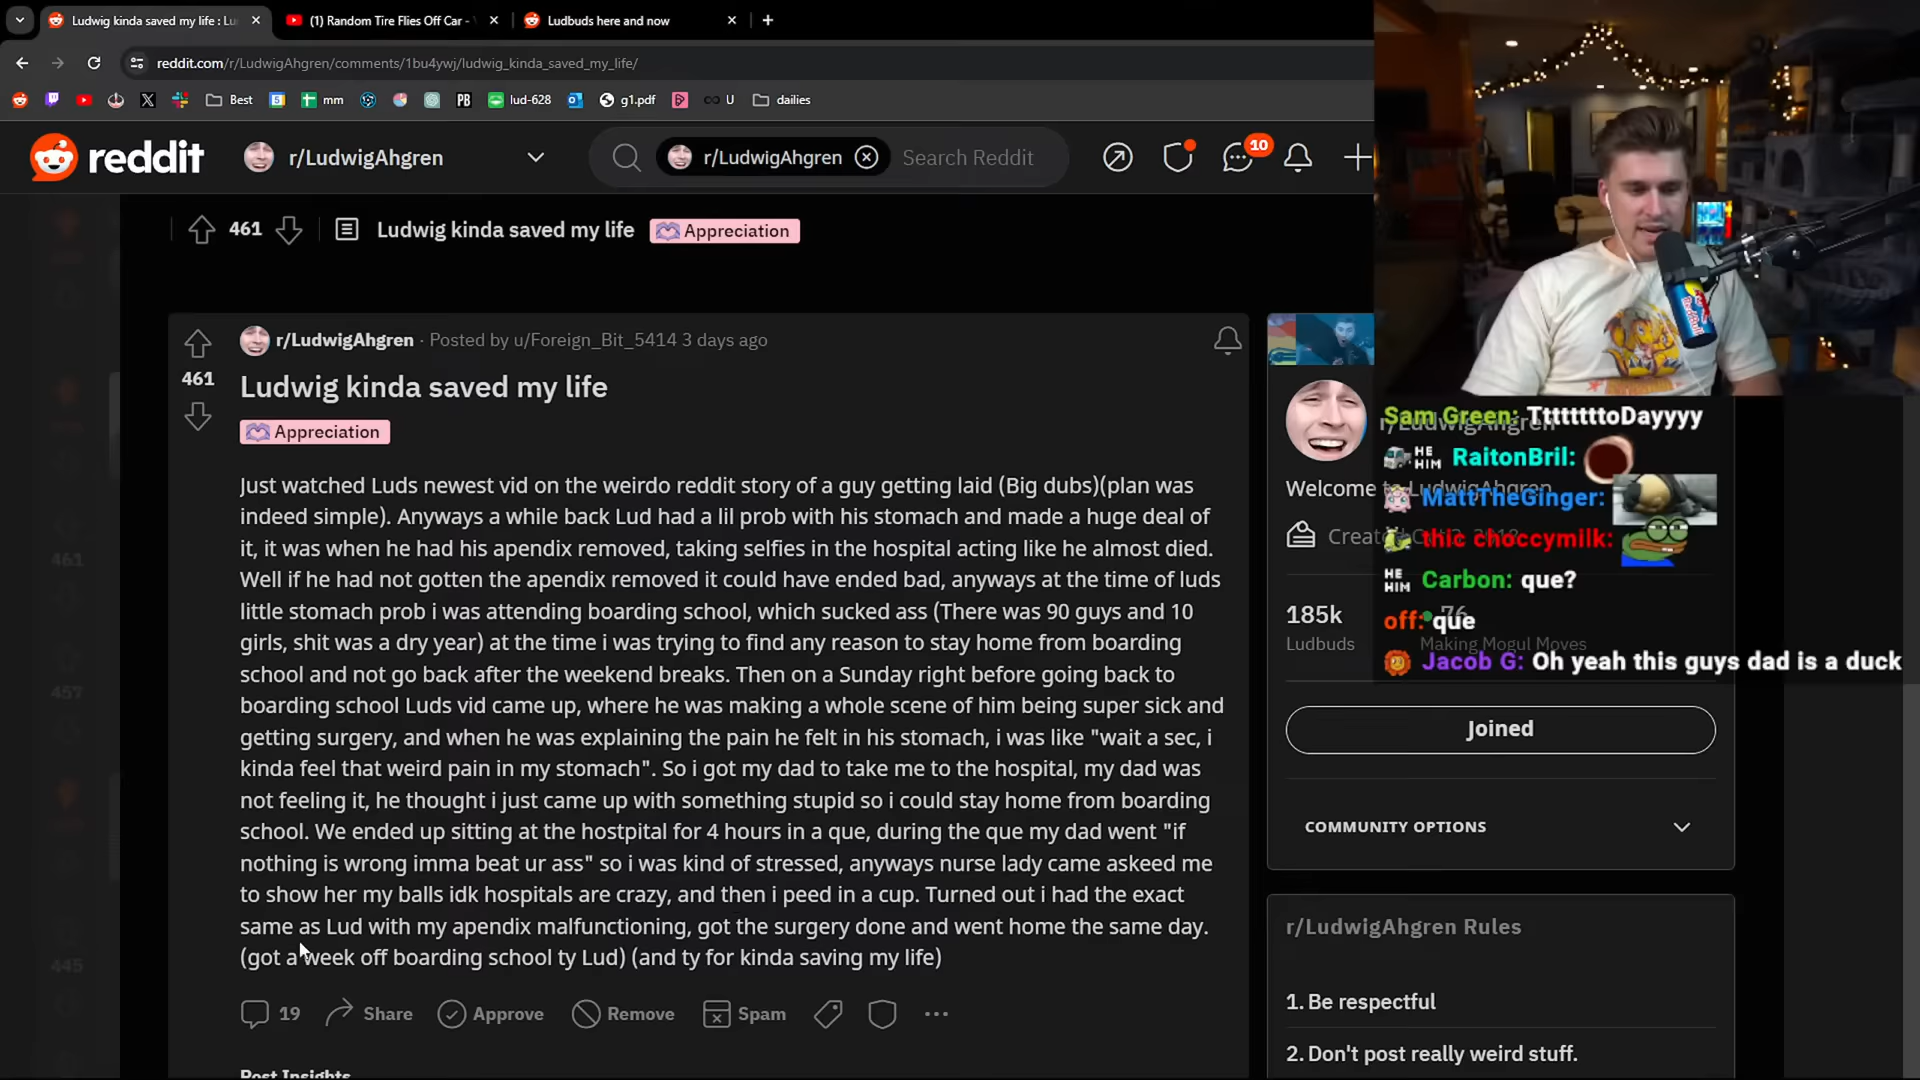 Ludwig kinda saved my life : Lu
(1) Random Tire Flies Off Car -
Ludbuds here and now
reddit.com/r/LudwigAhgren/comments/1bu4ywj/ludwig_kinda_saved_my_life/
Best
mm
PB
lud-628
g1.pdf
U
dailies
reddit
r/LudwigAhgren
r/LudwigAhgren
Search Reddit
10
461
Ludwig kinda saved my life
Appreciation
r/LudwigAhgren · Posted by u/Foreign_Bit_5414 3 days ago
461
Ludwig kinda saved my life
Appreciation
Just watched Luds newest vid on the weirdo reddit story of a guy getting laid (Big dubs)(plan was
indeed simple). Anyways a while back Lud had a lil prob with his stomach and made a huge deal of
it, it was when he had his apendix removed, taking selfies in the hospital acting like he almost died.
Well if he had not gotten the apendix removed it could have ended bad, anyways at the time of luds
little stomach prob i was attending boarding school, which sucked ass (There was 90 guys and 10
girls, shit was a dry year) at the time i was trying to find any reason to stay home from boarding
school and not go back after the weekend breaks. Then on a Sunday right before going back to
boarding school Luds vid came up, where he was making a whole scene of him being super sick and
getting surgery, and when he was explaining the pain he felt in his stomach, i was like "wait a sec, i
kinda feel that weird pain in my stomach". So i got my dad to take me to the hospital, my dad was
not feeling it, he thought i just came up with something stupid so i could stay home from boarding
school. We ended up sitting at the hostpital for 4 hours in a que, during the que my dad went "if
nothing is wrong imma beat ur ass" so i was kind of stressed, anyways nurse lady came askeed me
to show her my balls idk hospitals are crazy, and then i peed in a cup. Turned out i had the exact
same as Lud with my apendix malfunctioning, got the surgery done and went home the same day.
(got a week off boarding school ty Lud) (and ty for kinda saving my life)
19
Share
Approve
Remove
Spam
Post Insights
461
457
445
r/LudwigAhgren
Welcome to LudwigAhgren
185k
Ludbuds
76
Making Mogul Moves
Joined
COMMUNITY OPTIONS
r/LudwigAhgren Rules
1. Be respectful
2. Don't post really weird stuff.
Sam Green: TttttttoDayyyy
HE HIM RaitonBril:
MattTheGinger:
thic choccymilk:
HE HIM Carbon: que?
off: que
Jacob G: Oh yeah this guys dad is a duck
Red Bull